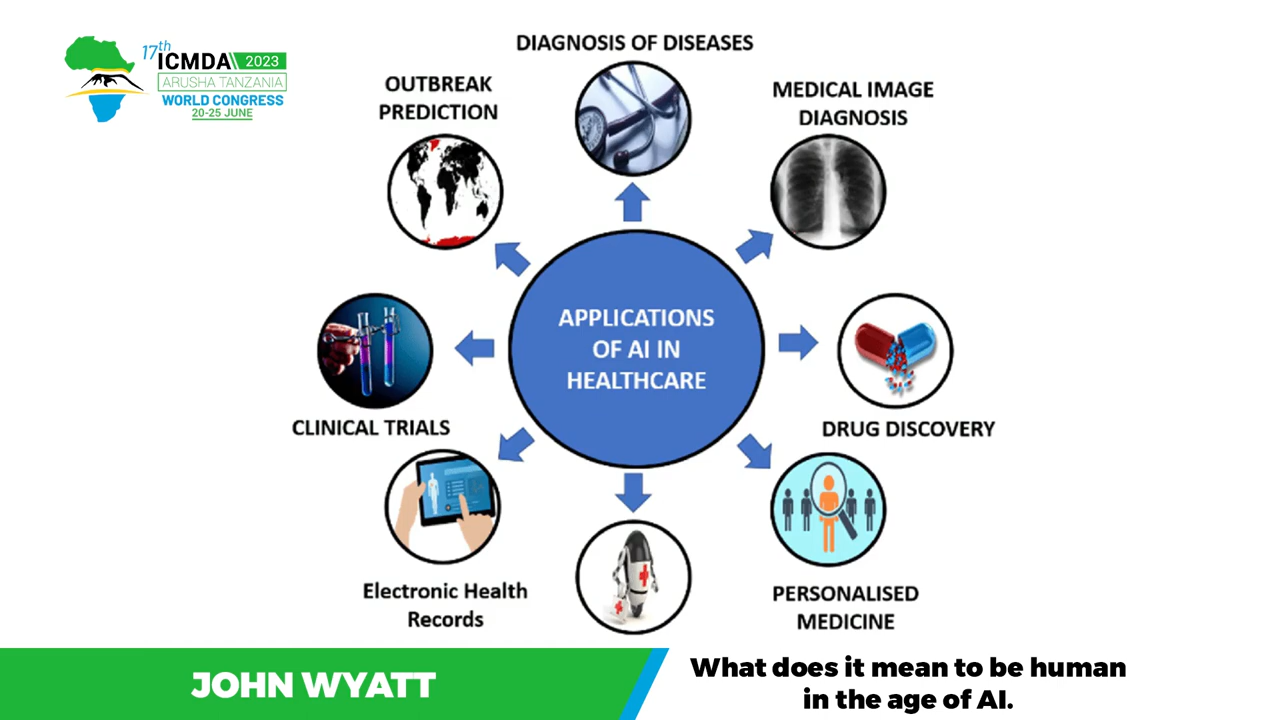 17th
ICMDA 2023
ARUSHA TANZANIA
WORLD CONGRESS
20-25 JUNE
DIAGNOSIS OF DISEASES
OUTBREAK
PREDICTION
MEDICAL IMAGE
DIAGNOSIS
APPLICATIONS
OF AI IN
HEALTHCARE
CLINICAL TRIALS
DRUG DISCOVERY
Electronic Health
Records
PERSONALISED
MEDICINE
JOHN WYATT
What does it mean to be human
in the age of AI.